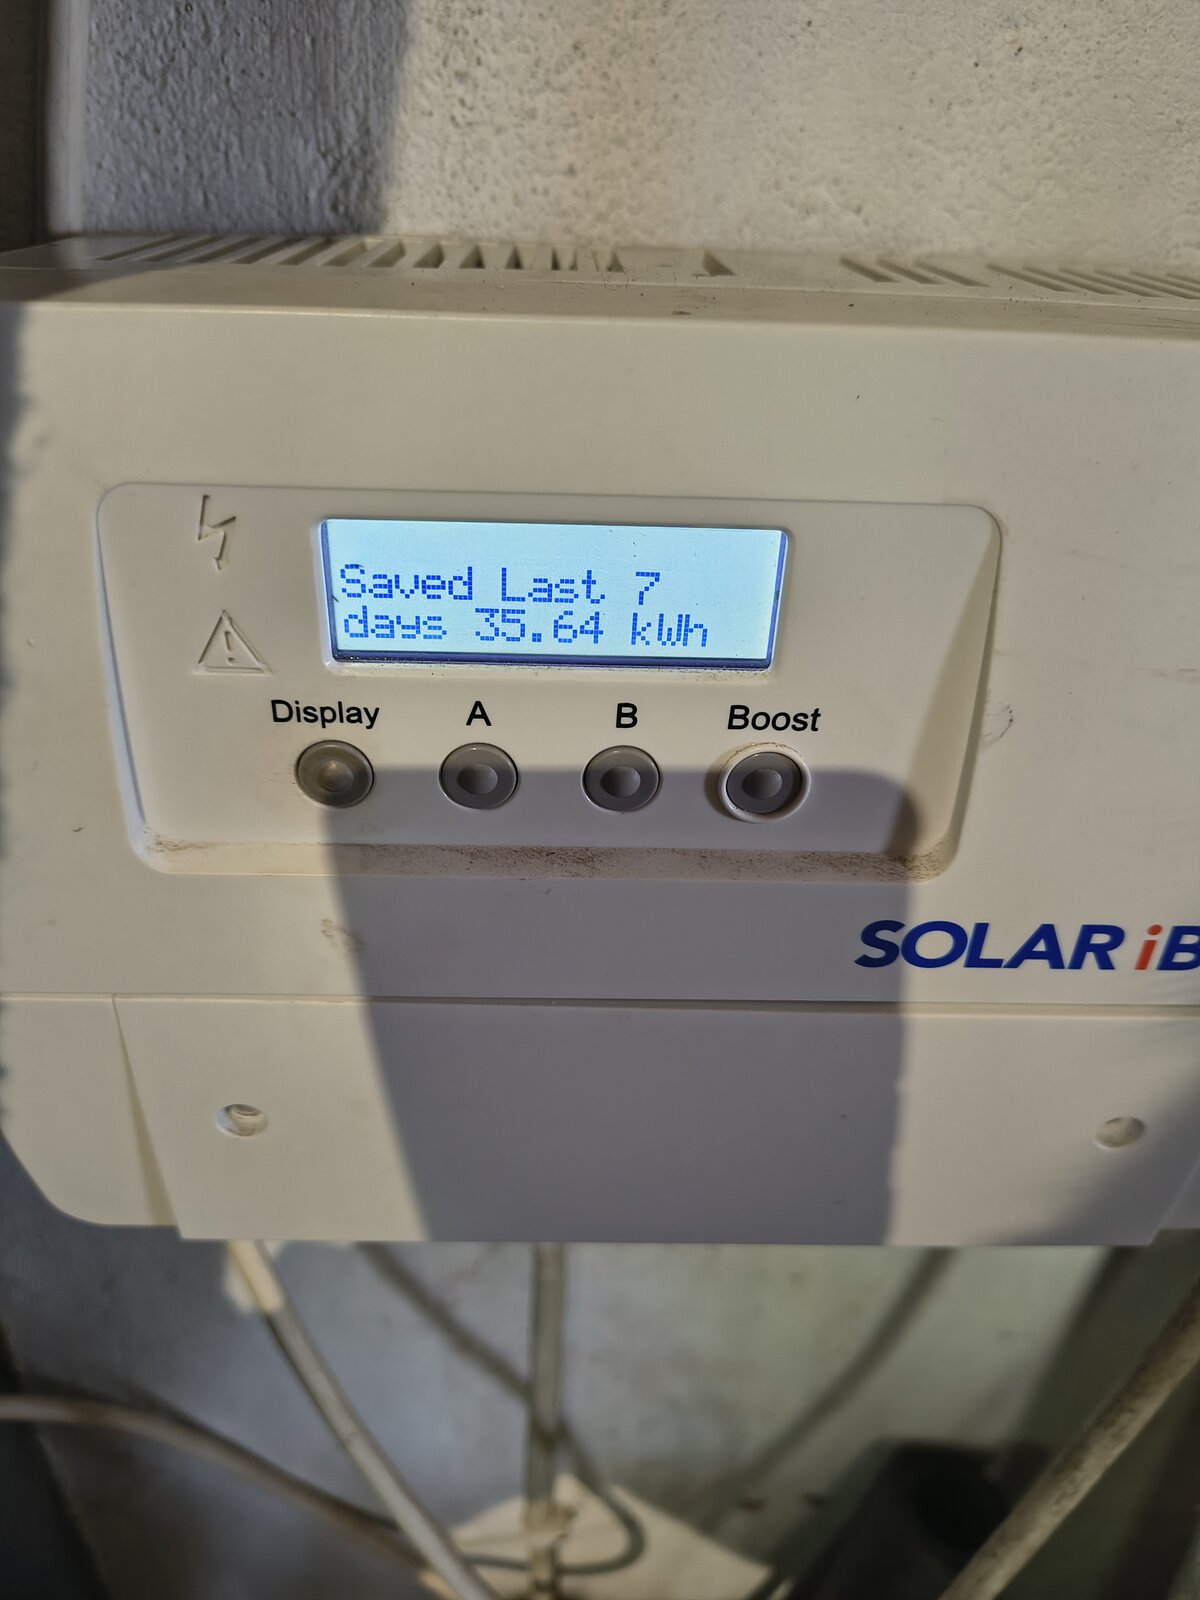 Saved Last 7
days 35.64 kWh
Display A B Boost
SOLAR iB